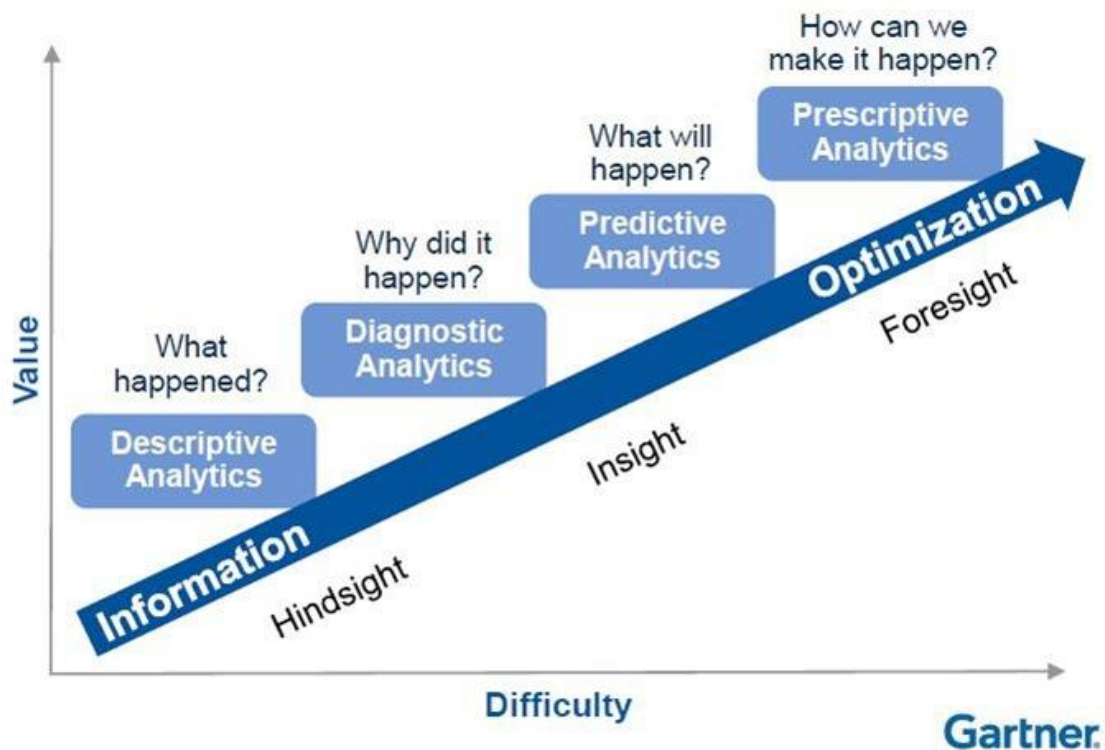 How can we
make it happen?
Prescriptive
Analytics
What will
happen?
Predictive
Analytics
Why did it
happen?
Diagnostic
Analytics
What
happened?
Descriptive
Analytics
Value
Information
Optimization
Hindsight
Insight
Foresight
Difficulty
Gartner.